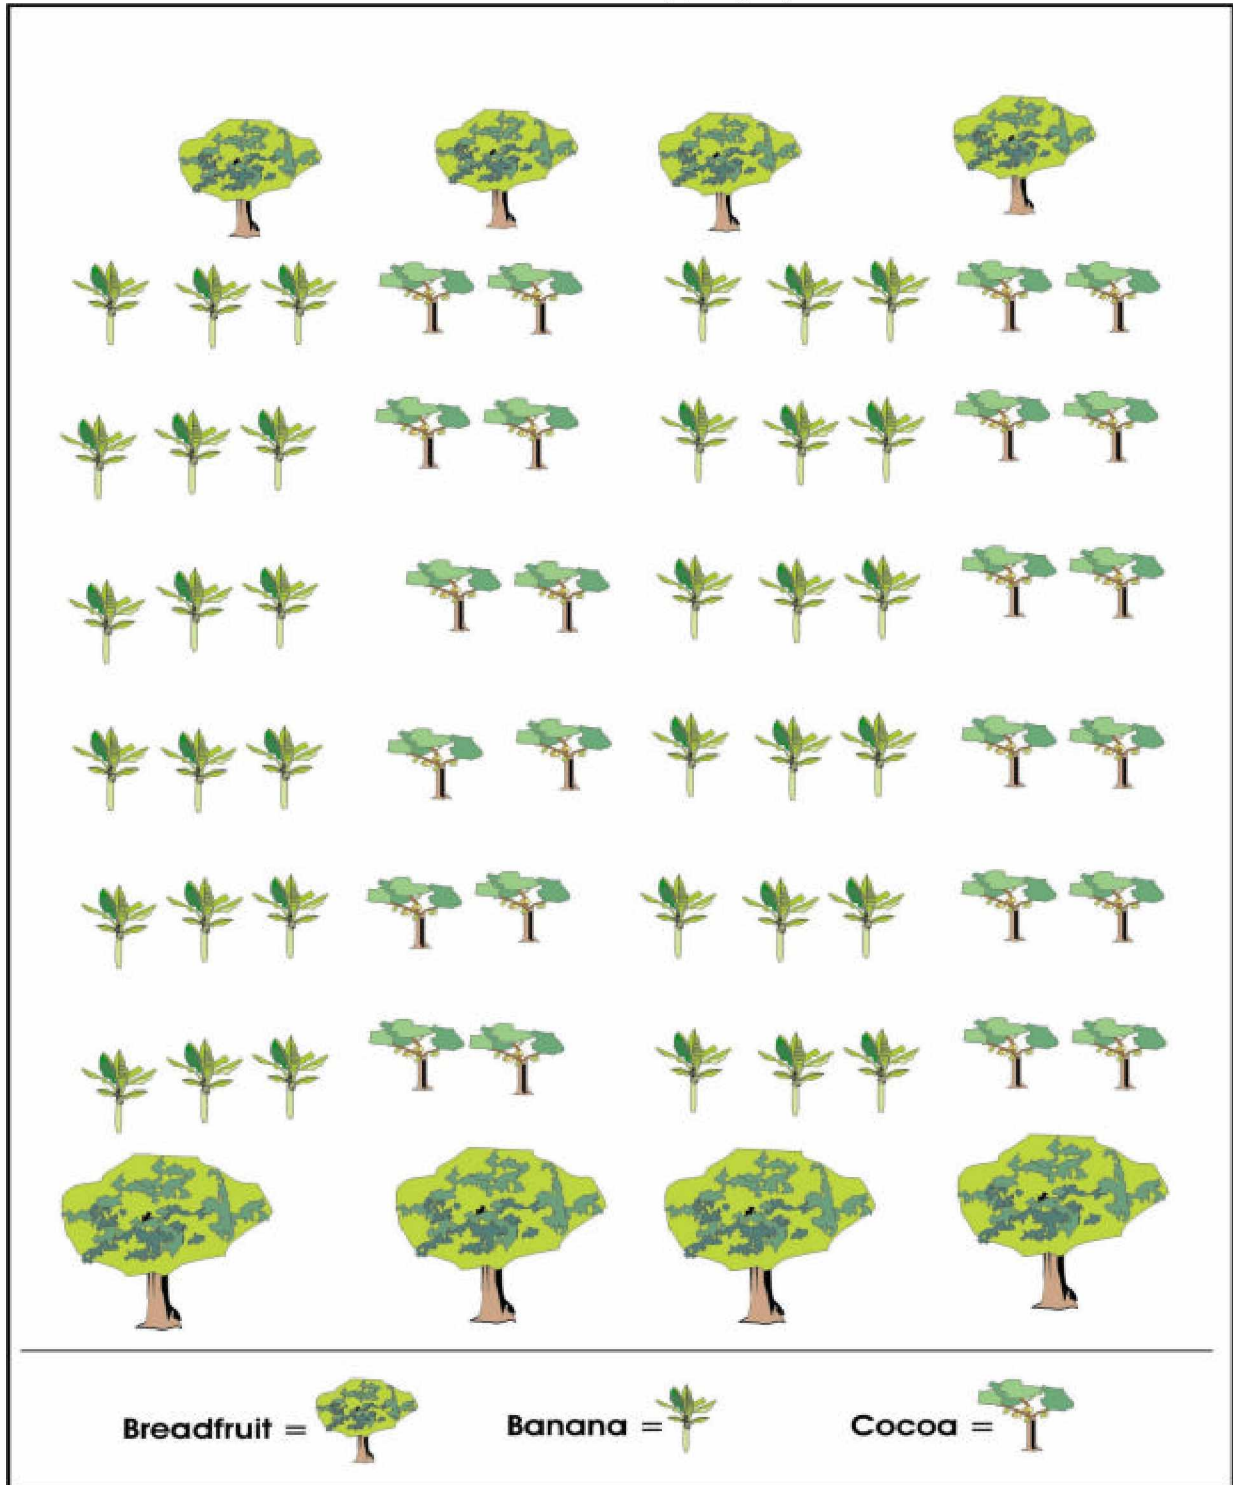 Breadfruit = Banana = Cocoa =